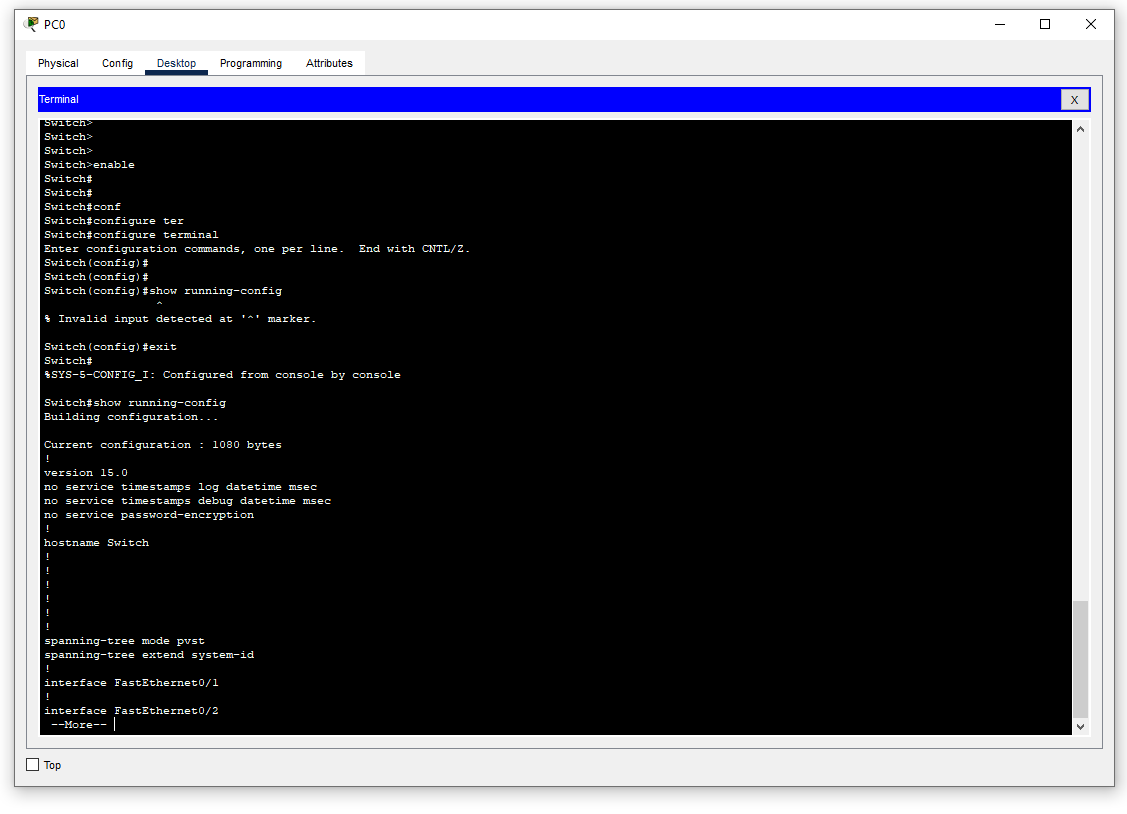 PC0
Physical Config Desktop Programming Attributes
Terminal
X
Switch>
Switch>
Switch>
Switch>enable
Switch#
Switch#
Switch#conf
Switch#configure ter
Switch#configure terminal
Enter configuration commands, one per line.  End with CNTL/Z.
Switch(config)#
Switch(config)#
Switch(config)#show running-config
^
% Invalid input detected at '^' marker.
Switch(config)#exit
Switch#
%SYS-5-CONFIG_I: Configured from console by console
Switch#show running-config
Building configuration...
Current configuration : 1080 bytes
!
version 15.0
no service timestamps log datetime msec
no service timestamps debug datetime msec
no service password-encryption
!
hostname Switch
!
!
!
!
!
!
spanning-tree mode pvst
spanning-tree extend system-id
!
interface FastEthernet0/1
!
interface FastEthernet0/2
--More--
Top